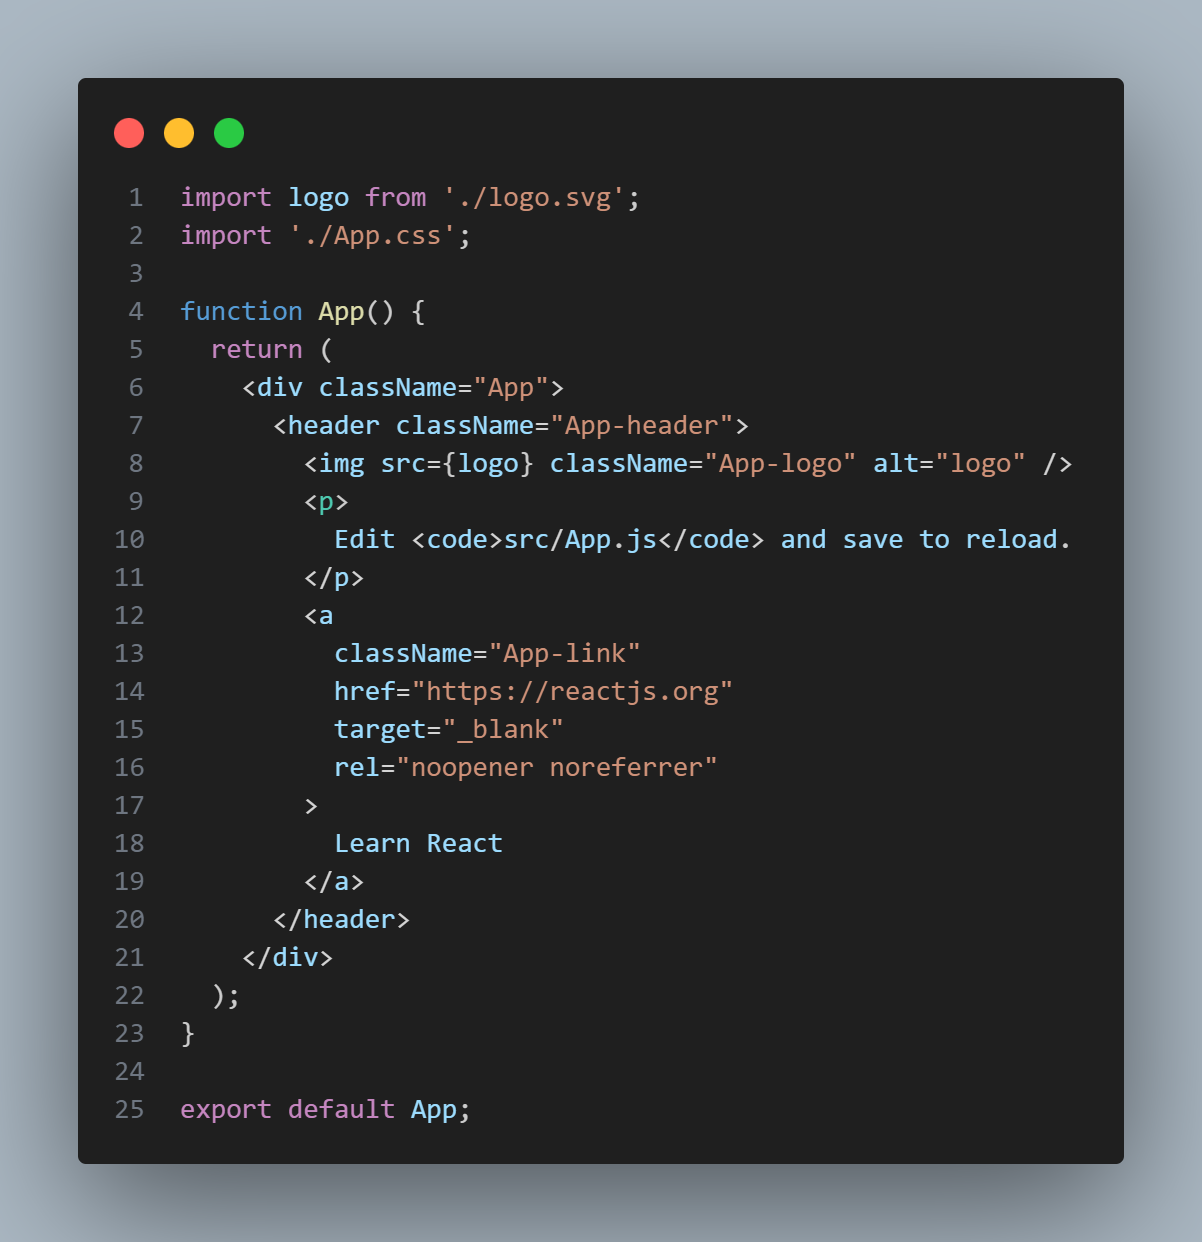 1 import logo from './logo.svg';
2 import './App.css';
3
4 function App() {
5   return (
6     <div className="App">
7       <header className="App-header">
8         <img src={logo} className="App-logo" alt="logo" />
9         <p>
10           Edit <code>src/App.js</code> and save to reload.
11         </p>
12         <a
13           className="App-link"
14           href="https://reactjs.org"
15           target="_blank"
16           rel="noopener noreferrer"
17         >
18           Learn React
19         </a>
20       </header>
21     </div>
22   );
23 }
24
25 export default App;